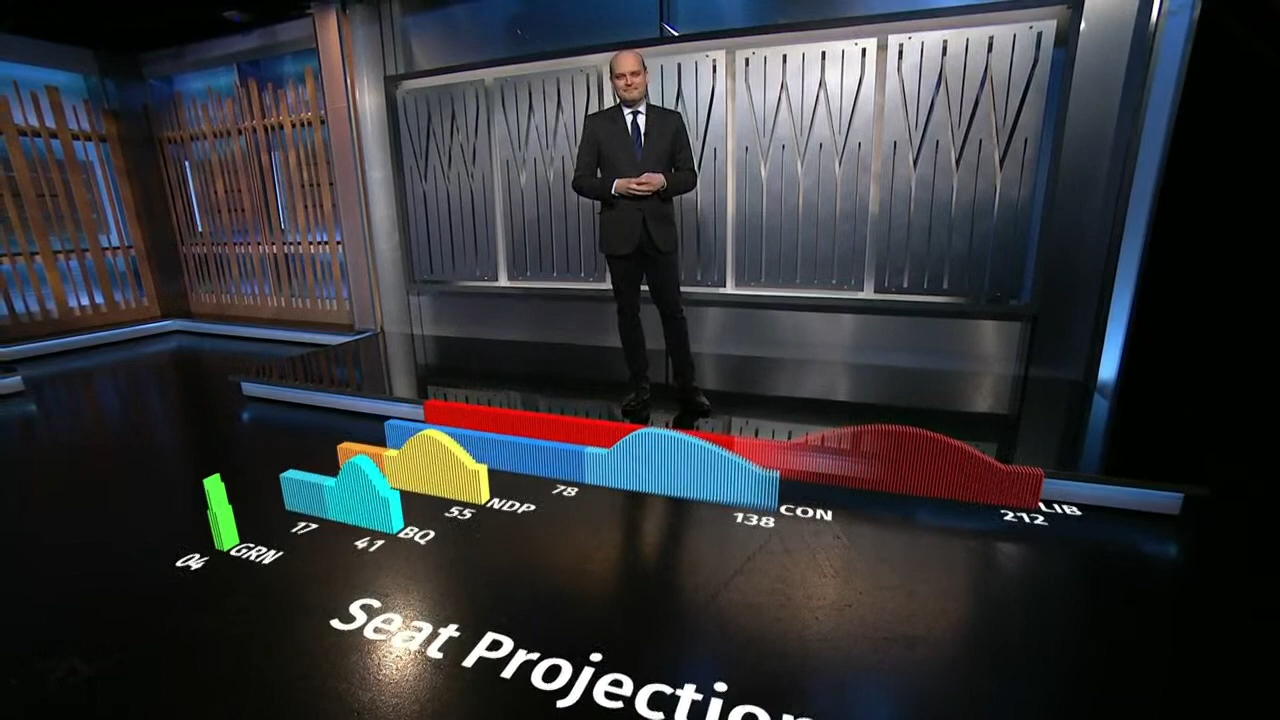 LIB
212
CON
138
78
NDP
55
BQ
41
17
GRN
04
Seat Projection